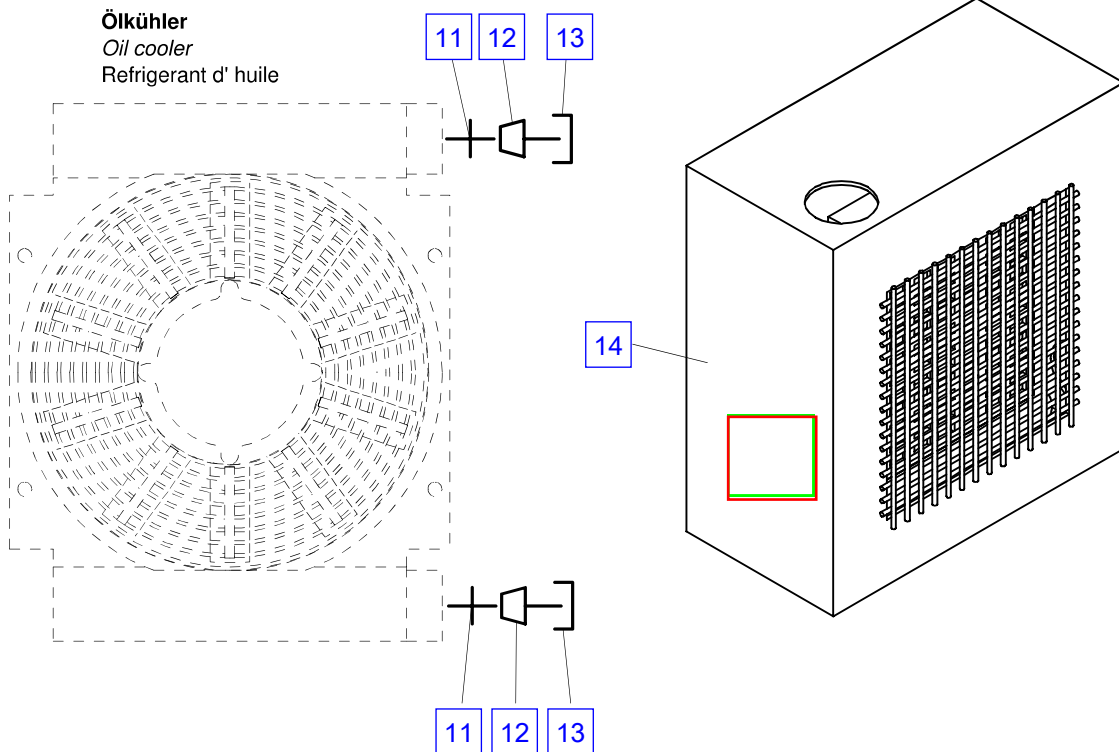 Ölkühler
Oil cooler
Refrigerant d' huile
11 12 13
14
11 12 13